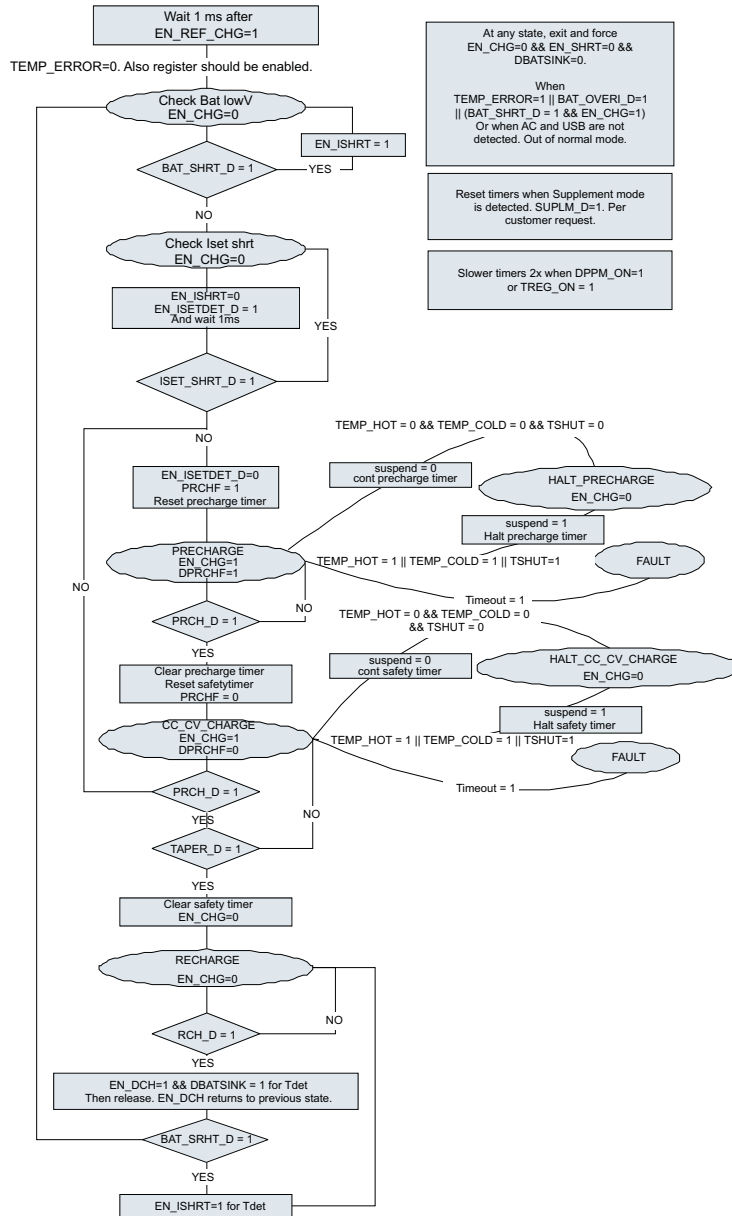 Wait 1 ms after
EN_REF_CHG=1
TEMP_ERROR=0. Also register should be enabled.
Check Bat lowV
EN_CHG=0
EN_ISHRT = 1
BAT_SHRT_D = 1
YES
NO
Check Iset shrt
EN_CHG=0
EN_ISHRT=0
EN_ISETDET_D = 1
And wait 1ms
YES
ISET_SHRT_D = 1
NO
EN_ISETDET_D=0
PRCHF = 1
Reset precharge timer
PRECHARGE
EN_CHG=1
DPRCHF=1
NO
PRCH_D = 1
NO
YES
Clear precharge timer
Reset safetytimer
PRCHF = 0
CC_CV_CHARGE
EN_CHG=1
DPRCHF=0
PRCH_D = 1
NO
YES
TAPER_D = 1
YES
Clear safety timer
EN_CHG=0
RECHARGE
EN_CHG=0
NO
RCH_D = 1
YES
EN_DCH=1 && DBATSINK = 1 for Tdet
Then release. EN_DCH returns to previous state.
BAT_SRHT_D = 1
YES
EN_ISHRT=1 for Tdet
At any state, exit and force
EN_CHG=0 && EN_SHRT=0 &&
DBATSINK=0.
When
TEMP_ERROR=1 || BAT_OVERI_D=1
|| (BAT_SHRT_D = 1 && EN_CHG=1)
Or when AC and USB are not
detected. Out of normal mode.
Reset timers when Supplement mode
is detected. SUPLM_D=1. Per
customer request.
Slower timers 2x when DPPM_ON=1
or TREG_ON = 1
TEMP_HOT = 0 && TEMP_COLD = 0 && TSHUT = 0
suspend = 0
cont precharge timer
HALT_PRECHARGE
EN_CHG=0
suspend = 1
Halt precharge timer
TEMP_HOT = 1 || TEMP_COLD = 1 || TSHUT=1
FAULT
Timeout = 1
TEMP_HOT = 0 && TEMP_COLD = 0
&& TSHUT = 0
suspend = 0
cont safety timer
HALT_CC_CV_CHARGE
EN_CHG=0
suspend = 1
Halt safety timer
TEMP_HOT = 1 || TEMP_COLD = 1 || TSHUT=1
FAULT
Timeout = 1